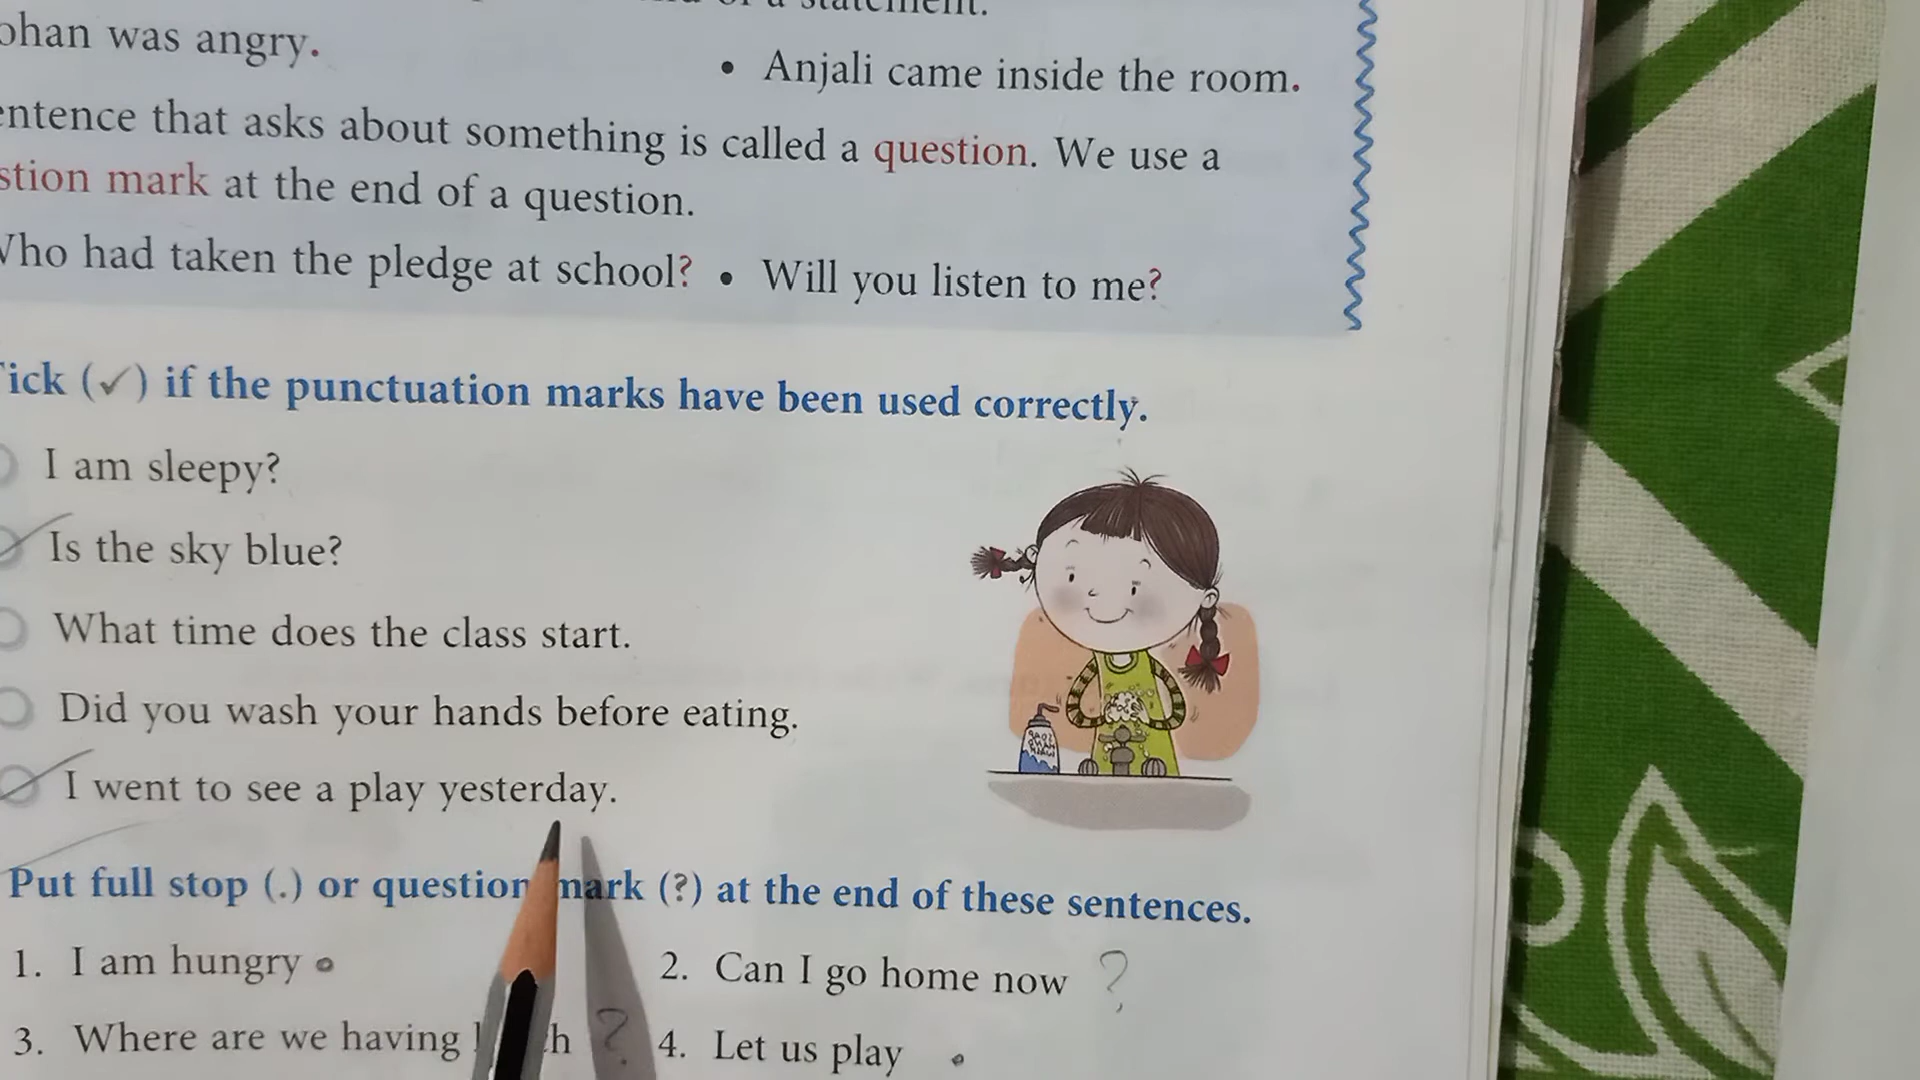 of a statement.
ohan was angry.
• Anjali came inside the room.
entence that asks about something is called a question. We use a
stion mark at the end of a question.
Who had taken the pledge at school? • Will you listen to me?
Tick (✓) if the punctuation marks have been used correctly.
I am sleepy?
Is the sky blue?
What time does the class start.
Did you wash your hands before eating.
I went to see a play yesterday.
Put full stop (.) or question mark (?) at the end of these sentences.
1. I am hungry .
2. Can I go home now ?
3. Where are we having ?
4. Let us play .